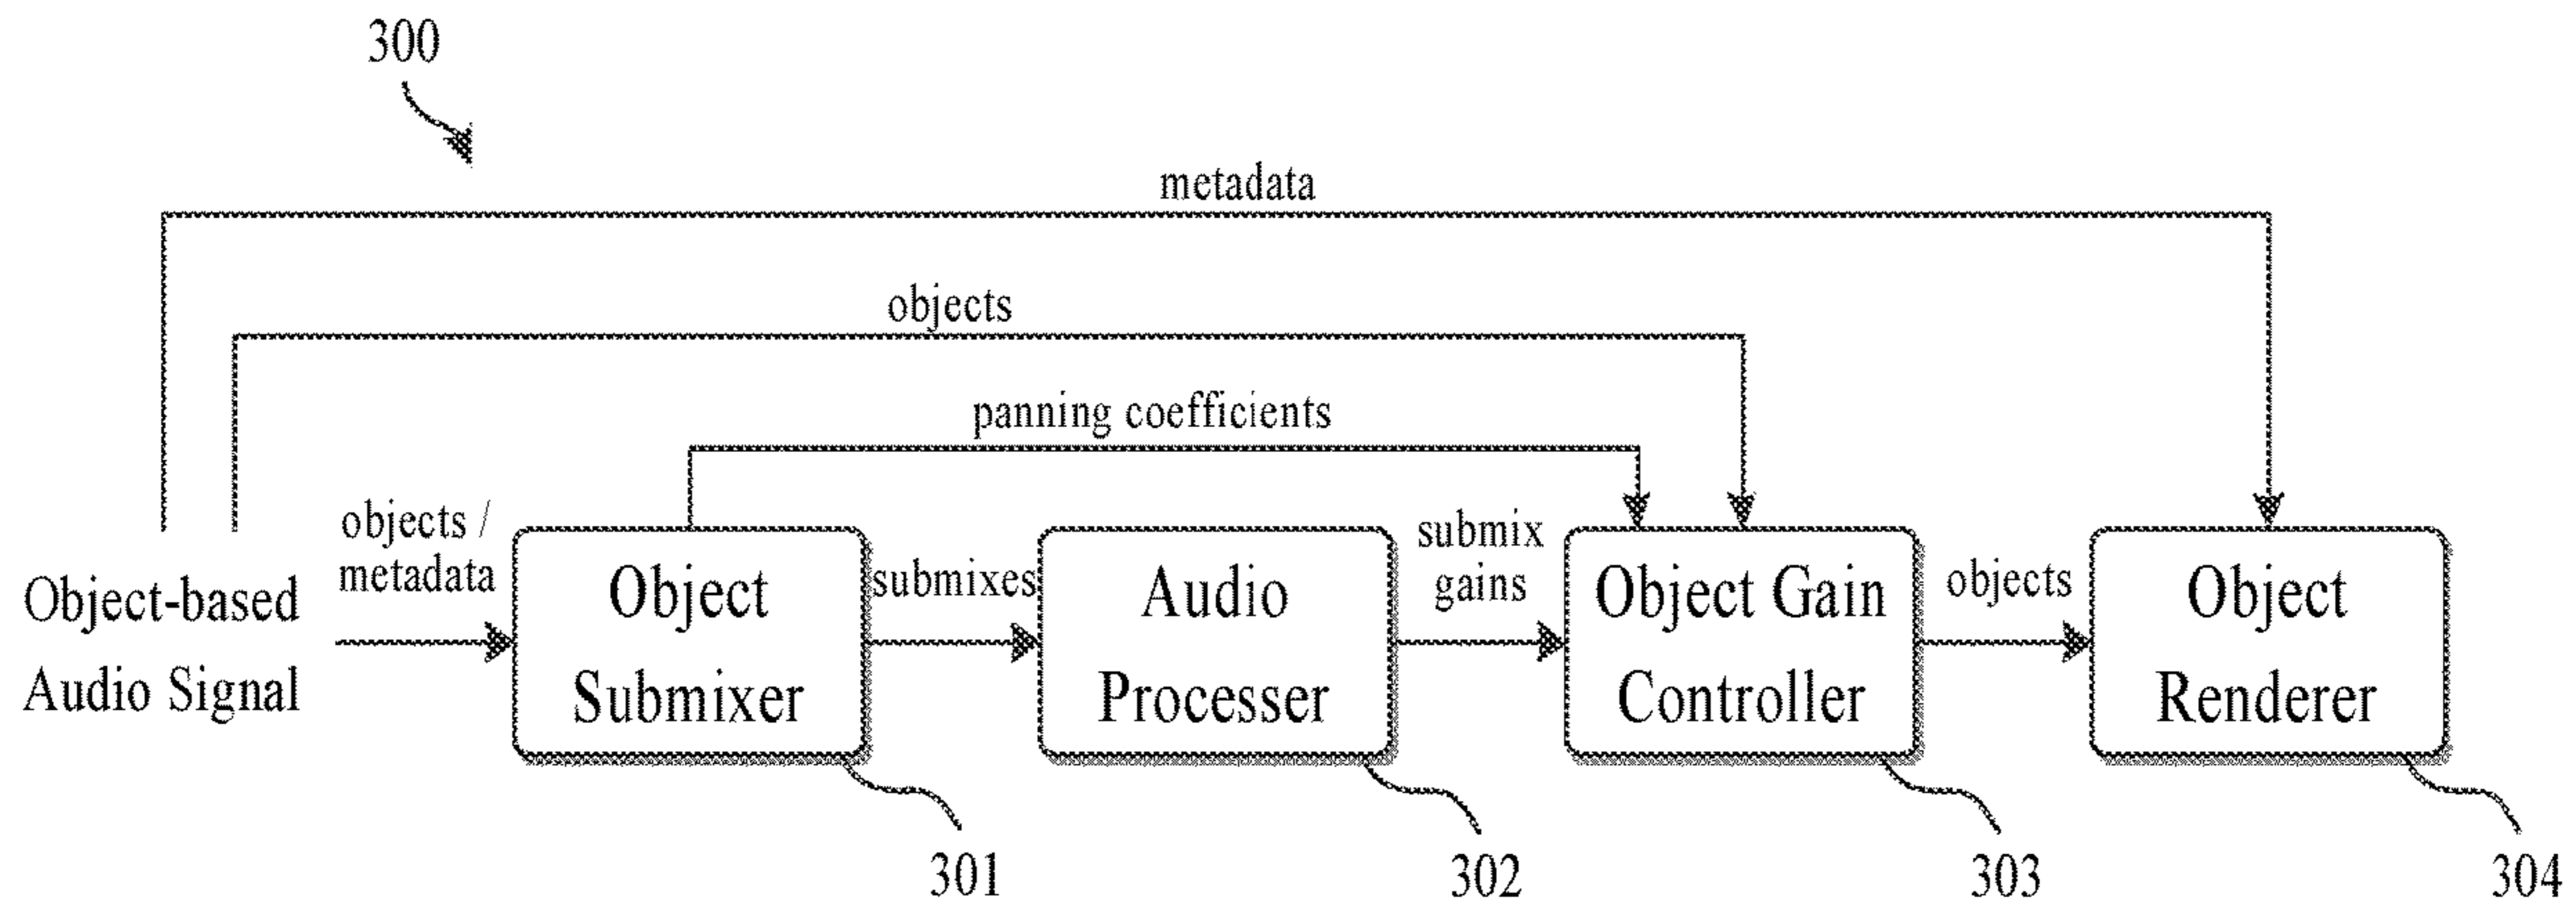 300
metadata
objects
panning coefficients
objects /
metadata
Object-based
Audio Signal
Object
Submixer
submixes
Audio
Processer
submix
gains
Object Gain
Controller
objects
Object
Renderer
301
302
303
304